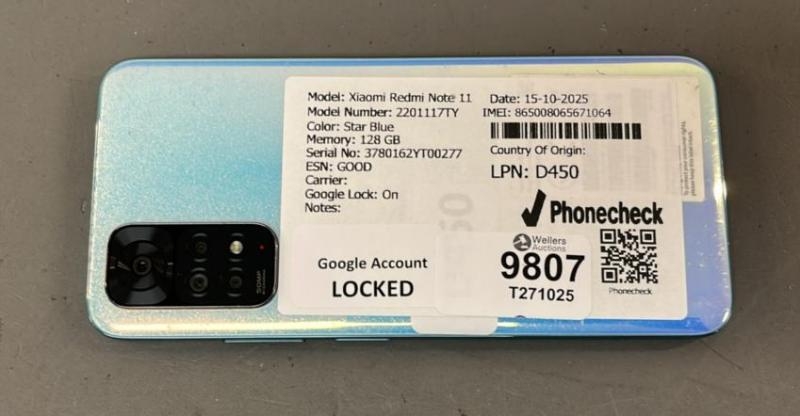 Model: Xiaomi Redmi Note 11
Model Number: 2201117TY
Color: Star Blue
Memory: 128 GB
Serial No: 3780162YT00277
ESN: GOOD
Carrier:
Google Lock: On
Notes:
Date: 15-10-2025
IMEI: 865008065671064
Country Of Origin:
LPN: D450
Phonecheck
Phonecheck
Google Account
LOCKED
Wellers
Auctions
9807
T271025
50MP